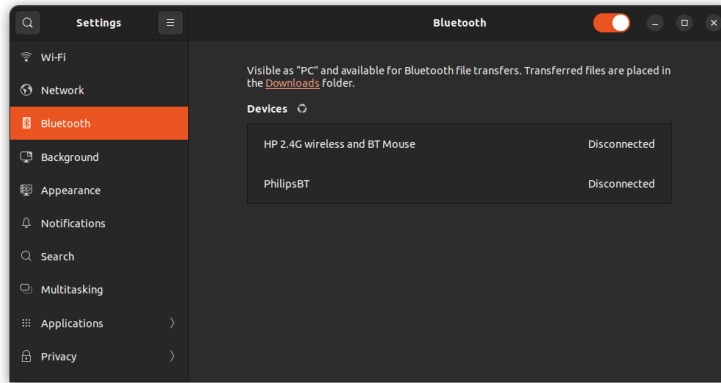 Settings
Bluetooth
Wi-Fi
Network
Bluetooth
Background
Appearance
Notifications
Search
Multitasking
Applications
Privacy
Visible as “PC” and available for Bluetooth file transfers. Transferred files are placed in
the Downloads folder.
Devices
HP 2.4G wireless and BT Mouse Disconnected
PhilipsBT Disconnected